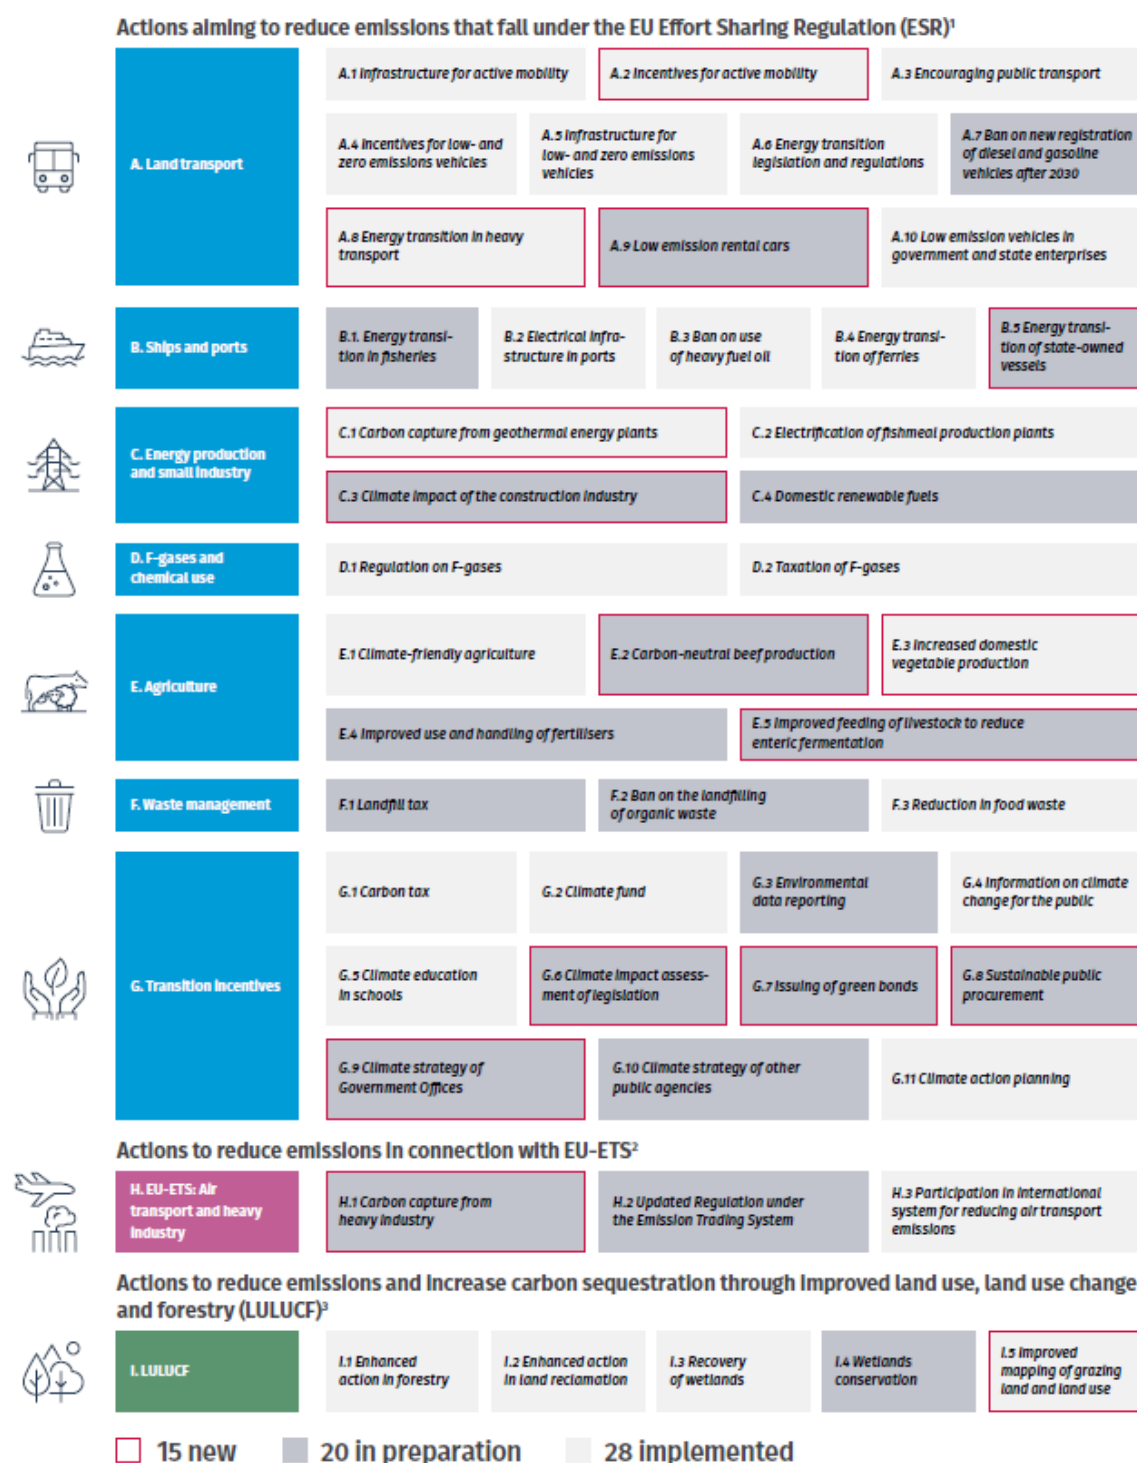 Actions aiming to reduce emissions that fall under the EU Effort Sharing Regulation (ESR)¹
A. Land transport
A.1 Infrastructure for active mobility
A.2 Incentives for active mobility
A.3 Encouraging public transport
A.4 Incentives for low- and
zero emissions vehicles
A.5 Infrastructure for
low- and zero emissions
vehicles
A.6 Energy transition
legislation and regulations
A.7 Ban on new registration
of diesel and gasoline
vehicles after 2030
A.8 Energy transition in heavy
transport
A.9 Low emission rental cars
A.10 Low emission vehicles in
government and state enterprises
B. Ships and ports
B.1. Energy transi-
tion in fisheries
B.2 Electrical infra-
structure in ports
B.3 Ban on use
of heavy fuel oil
B.4 Energy transi-
tion of ferries
B.5 Energy transi-
tion of state-owned
vessels
C. Energy production
and small industry
C.1 Carbon capture from geothermal energy plants
C.2 Electrification of fishmeal production plants
C.3 Climate impact of the construction industry
C.4 Domestic renewable fuels
D. F-gases and
chemical use
D.1 Regulation on F-gases
D.2 Taxation of F-gases
E. Agriculture
E.1 Climate-friendly agriculture
E.2 Carbon-neutral beef production
E.3 Increased domestic
vegetable production
E.4 Improved use and handling of fertilisers
E.5 Improved feeding of livestock to reduce
enteric fermentation
F. Waste management
F.1 Landfill tax
F.2 Ban on the landfilling
of organic waste
F.3 Reduction in food waste
G. Transition incentives
G.1 Carbon tax
G.2 Climate fund
G.3 Environmental
data reporting
G.4 Information on climate
change for the public
G.5 Climate education
in schools
G.6 Climate impact assess-
ment of legislation
G.7 Issuing of green bonds
G.8 Sustainable public
procurement
G.9 Climate strategy of
Government Offices
G.10 Climate strategy of other
public agencies
G.11 Climate action planning
Actions to reduce emissions in connection with EU-ETS²
H. EU-ETS: Air
transport and heavy
industry
H.1 Carbon capture from
heavy industry
H.2 Updated Regulation under
the Emission Trading System
H.3 Participation in international
system for reducing air transport
emissions
Actions to reduce emissions and increase carbon sequestration through improved land use, land use change
and forestry (LULUCF)³
I. LULUCF
I.1 Enhanced
action in forestry
I.2 Enhanced action
in land reclamation
I.3 Recovery
of wetlands
I.4 Wetlands
conservation
I.5 Improved
mapping of grazing
land and land use
15 new
20 in preparation
28 implemented